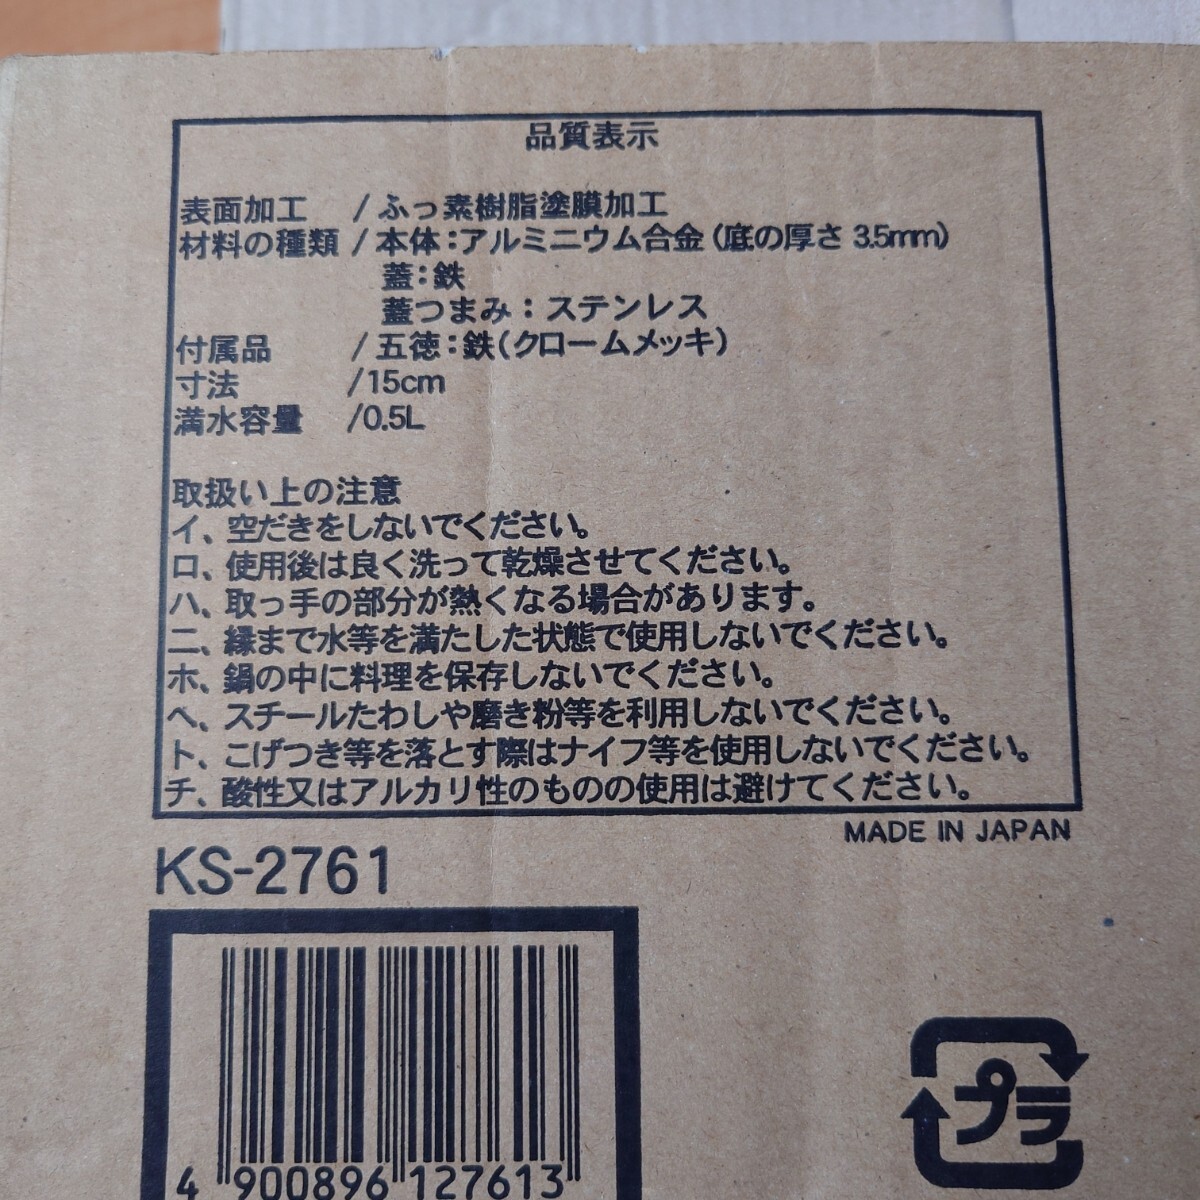 品質表示
表面加工 /ふっ素樹脂塗膜加工
材料の種類/本体:アルミニウム合金(底の厚さ 3.5mm)
蓋:鉄
蓋つまみ:ステンレス
付属品 /五徳:鉄(クロームメッキ)
寸法 /15cm
満水容量 /0.5L
取扱い上の注意
イ、空だきをしないでください。
ロ、使用後は良く洗って乾燥させてください。
ハ、取っ手の部分が熱くなる場合があります。
ニ、縁まで水等を満たした状態で使用しないでください。
ホ、鍋の中に料理を保存しないでください。
ヘ、スチールたわしや磨き粉等を利用しないでください。
ト、こげつき等を落とす際はナイフ等を使用しないでください。
チ、酸性又はアルカリ性のものの使用は避けてください。
MADE IN JAPAN
KS-2761
4 900896 127613
プラ